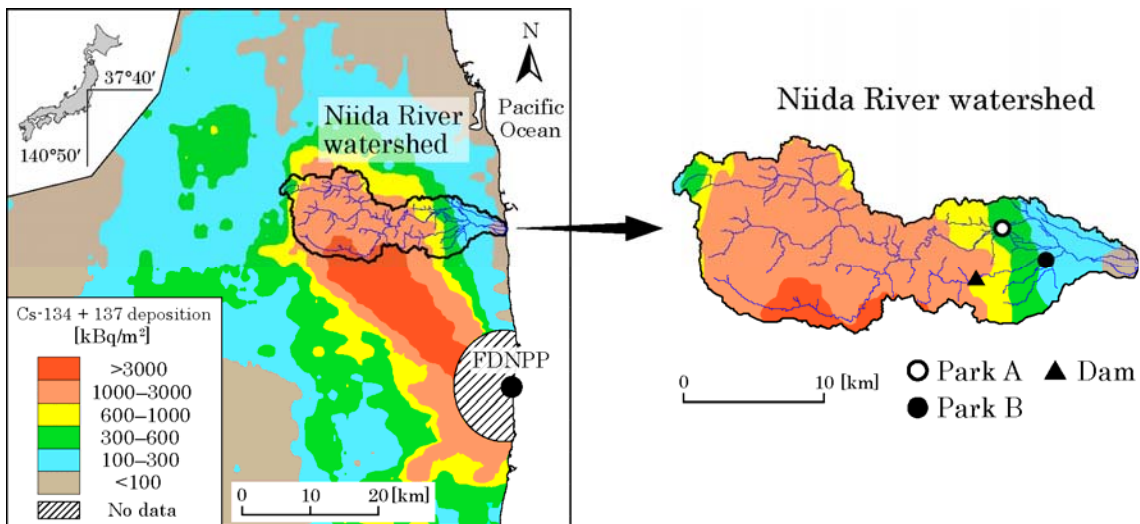 37°40′
140°50′
N
Pacific
Ocean
Niida River
watershed
FDNPP
Cs-134 + 137 deposition
[kBq/m²]
>3000
1000–3000
600–1000
300–600
100–300
<100
No data
0 10 20 [km]
Niida River watershed
0 10 [km]
Park A
Dam
Park B